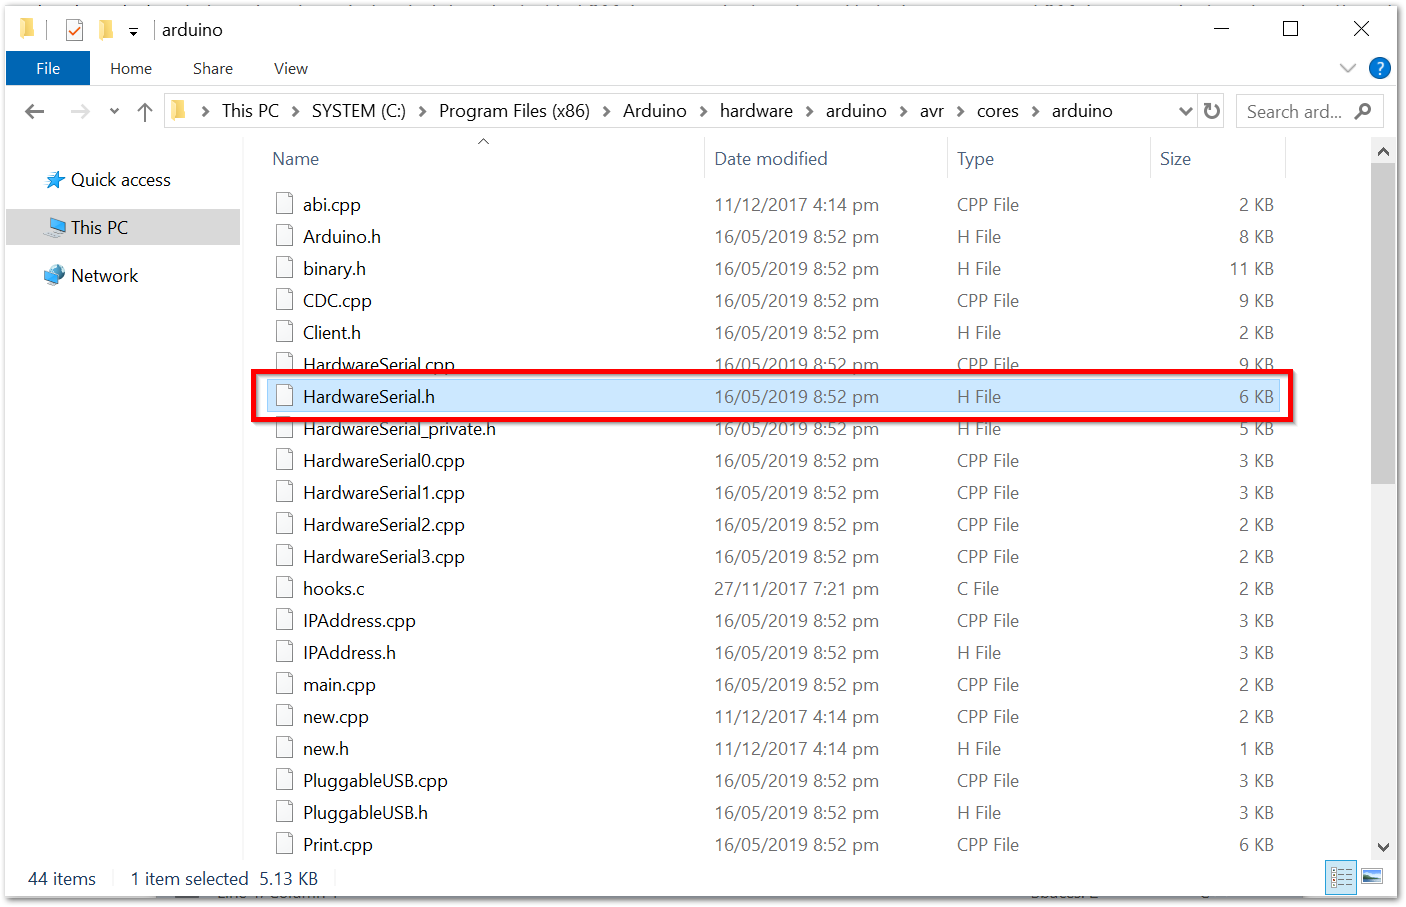 arduino
File Home Share View
This PC SYSTEM (C:) Program Files (x86) Arduino hardware arduino avr cores arduino Search ard...
Name Date modified Type Size
Quick access
This PC
Network
abi.cpp 11/12/2017 4:14 pm CPP File 2 KB
Arduino.h 16/05/2019 8:52 pm H File 8 KB
binary.h 16/05/2019 8:52 pm H File 11 KB
CDC.cpp 16/05/2019 8:52 pm CPP File 9 KB
Client.h 16/05/2019 8:52 pm H File 2 KB
HardwareSerial.cpp 16/05/2019 8:52 pm CPP File 9 KB
HardwareSerial.h 16/05/2019 8:52 pm H File 6 KB
HardwareSerial_private.h 16/05/2019 8:52 pm H File 5 KB
HardwareSerial0.cpp 16/05/2019 8:52 pm CPP File 3 KB
HardwareSerial1.cpp 16/05/2019 8:52 pm CPP File 3 KB
HardwareSerial2.cpp 16/05/2019 8:52 pm CPP File 2 KB
HardwareSerial3.cpp 16/05/2019 8:52 pm CPP File 2 KB
hooks.c 27/11/2017 7:21 pm C File 2 KB
IPAddress.cpp 16/05/2019 8:52 pm CPP File 3 KB
IPAddress.h 16/05/2019 8:52 pm H File 3 KB
main.cpp 16/05/2019 8:52 pm CPP File 2 KB
new.cpp 11/12/2017 4:14 pm CPP File 2 KB
new.h 11/12/2017 4:14 pm H File 1 KB
PluggableUSB.cpp 16/05/2019 8:52 pm CPP File 3 KB
PluggableUSB.h 16/05/2019 8:52 pm H File 3 KB
Print.cpp 16/05/2019 8:52 pm CPP File 6 KB
44 items 1 item selected 5.13 KB